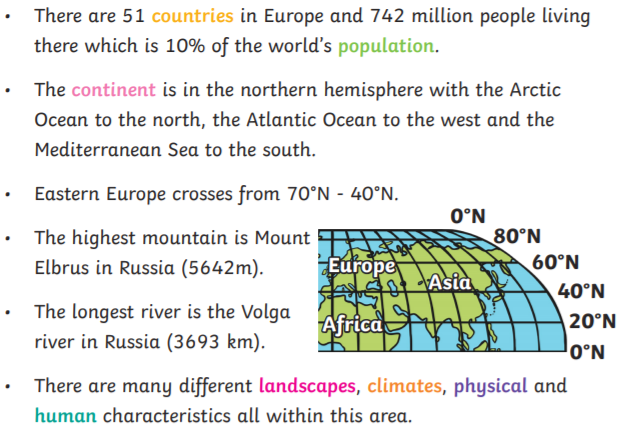 • There are 51 countries in Europe and 742 million people living
there which is 10% of the world's population.
• The continent is in the northern hemisphere with the Arctic
Ocean to the north, the Atlantic Ocean to the west and the
Mediterranean Sea to the south.
• Eastern Europe crosses from 70°N - 40°N.
• The highest mountain is Mount
Elbrus in Russia (5642m).
• The longest river is the Volga
river in Russia (3693 km).
0°N
80°N
60°N
40°N
20°N
0°N
Europe
Asia
Africa
• There are many different landscapes, climates, physical and
human characteristics all within this area.